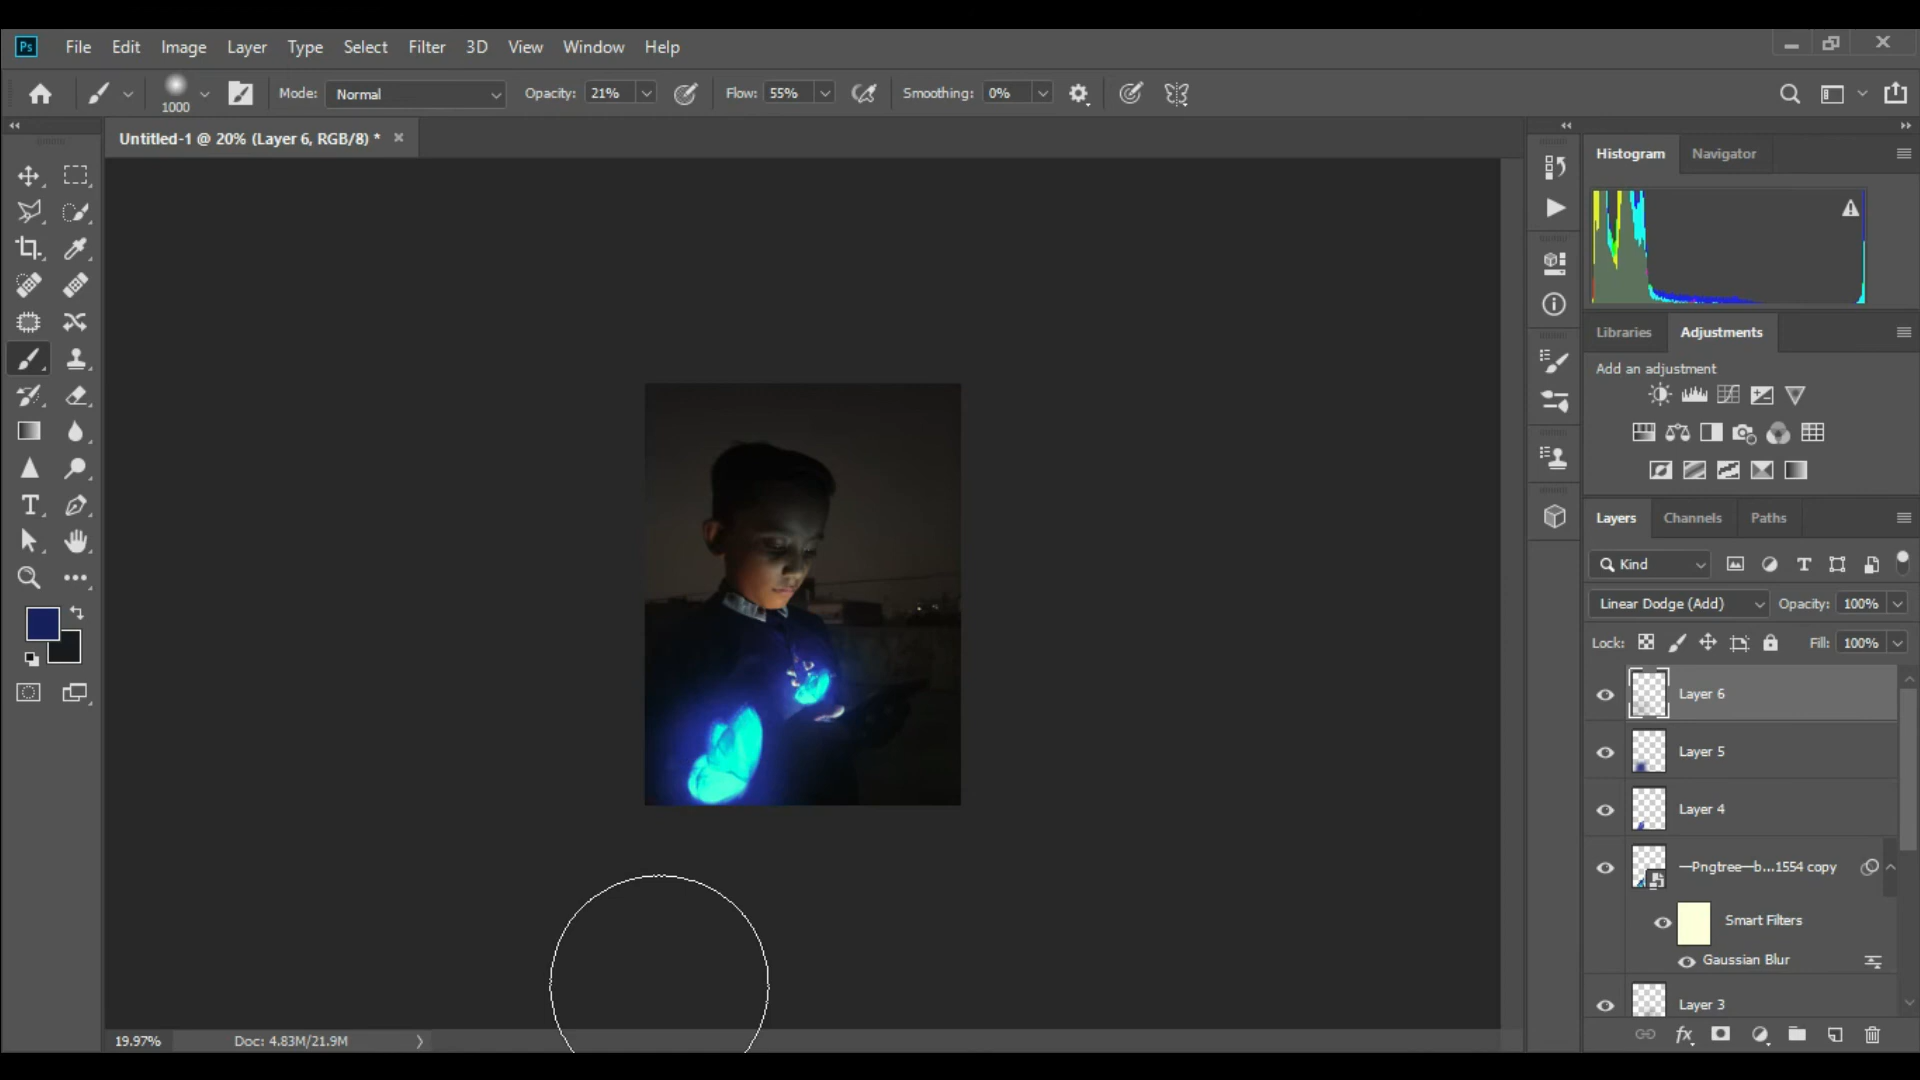 Ps File Edit Image Layer Type Select Filter 3D View Window Help
1000 Mode: Normal Opacity: 21% Flow: 55% Smoothing: 0%
Untitled-1 @ 20% (Layer 6, RGB/8) *
Histogram Navigator
Libraries Adjustments
Add an adjustment
Layers Channels Paths
Kind
Linear Dodge (Add) Opacity: 100%
Lock: Fill: 100%
Layer 6
Layer 5
Layer 4
—Pngtree—b...1554 copy
Smart Filters
Gaussian Blur
Layer 3
19.97% Doc: 4.83M/21.9M